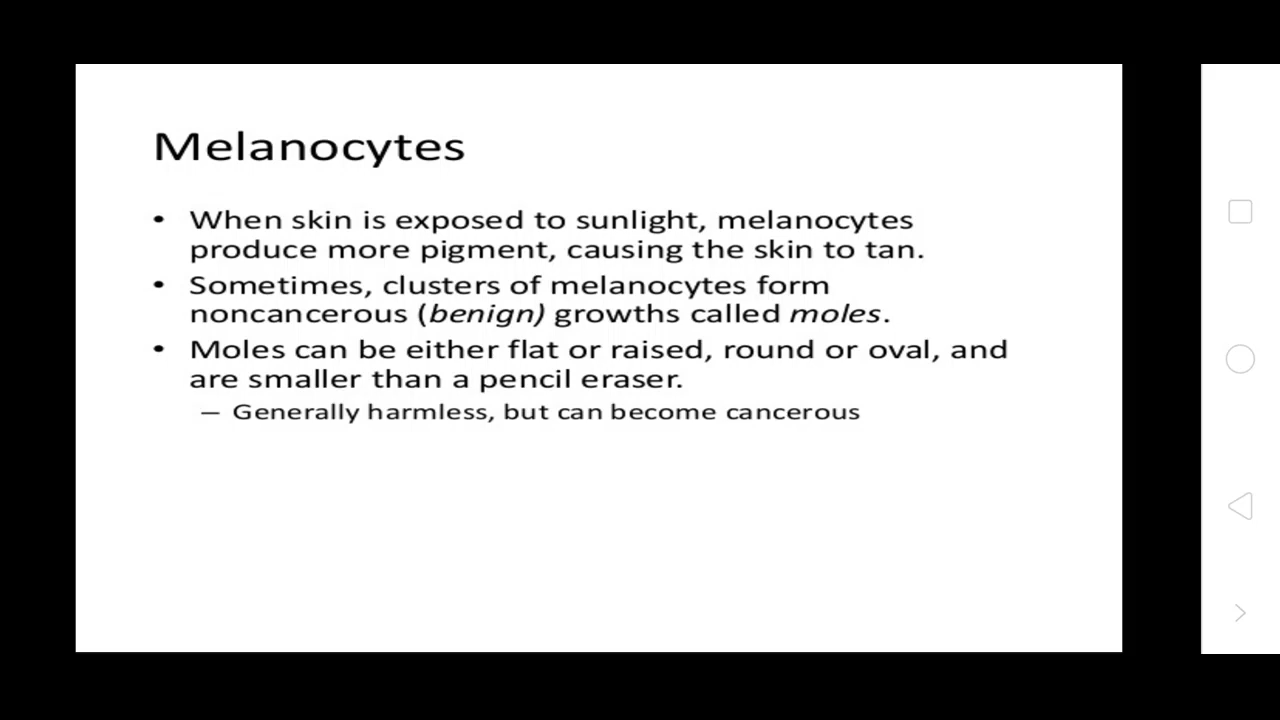 Melanocytes
• When skin is exposed to sunlight, melanocytes
produce more pigment, causing the skin to tan.
• Sometimes, clusters of melanocytes form
noncancerous (benign) growths called moles.
• Moles can be either flat or raised, round or oval, and
are smaller than a pencil eraser.
– Generally harmless, but can become cancerous